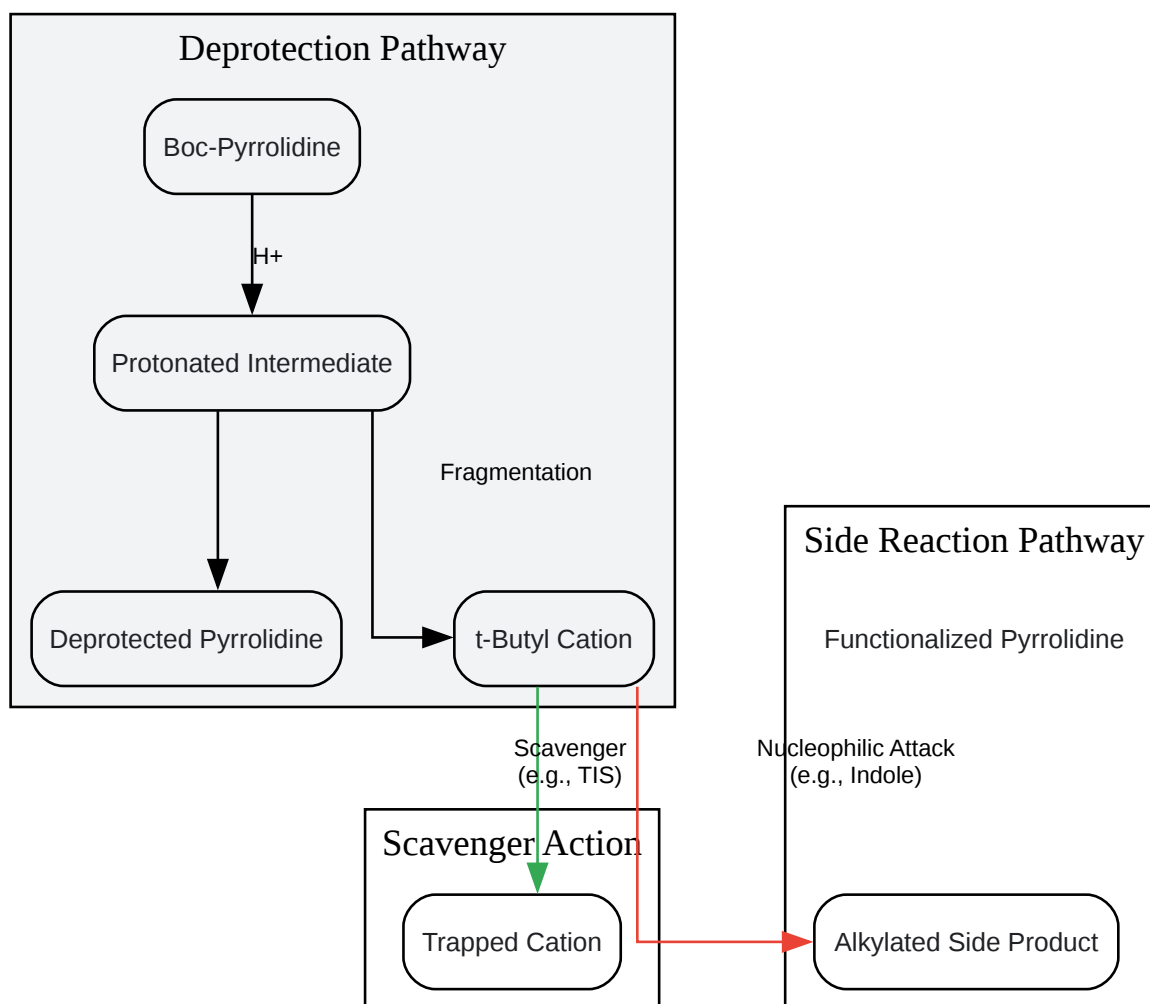 Deprotection Pathway
Boc-Pyrrolidine
H+
Protonated Intermediate
Fragmentation
Deprotected Pyrrolidine
t-Butyl Cation
Side Reaction Pathway
Functionalized Pyrrolidine
Scavenger
(e.g., TIS)
Nucleophilic Attack
(e.g., Indole)
Scavenger Action
Trapped Cation
Alkylated Side Product